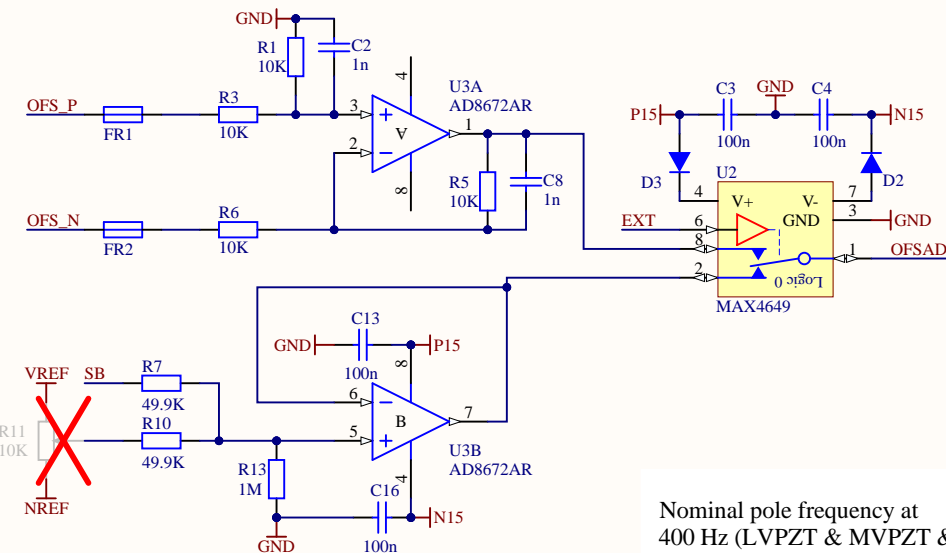 GND
R1
10K
C2
1n
4
U3A
AD8672AR
OFS_P
FR1
R3
10K
3
A
1
2
8
R5
10K
C8
1n
OFS_N
FR2
R6
10K
C3
GND
C4
P15
N15
100n
100n
D3
U2
D2
4
V+
V-
7
GND
3
GND
EXT
6
8
1
OFSAD
2
Logic 0
MAX4649
C13
GND
P15
100n
8
VREF
SB
R7
49.9K
6
B
7
R11
10K
R10
49.9K
5
U3B
AD8672AR
R13
1M
4
NREF
C16
N15
GND
100n
Nominal pole frequency at
400 Hz (LVPZT & MVPZT &